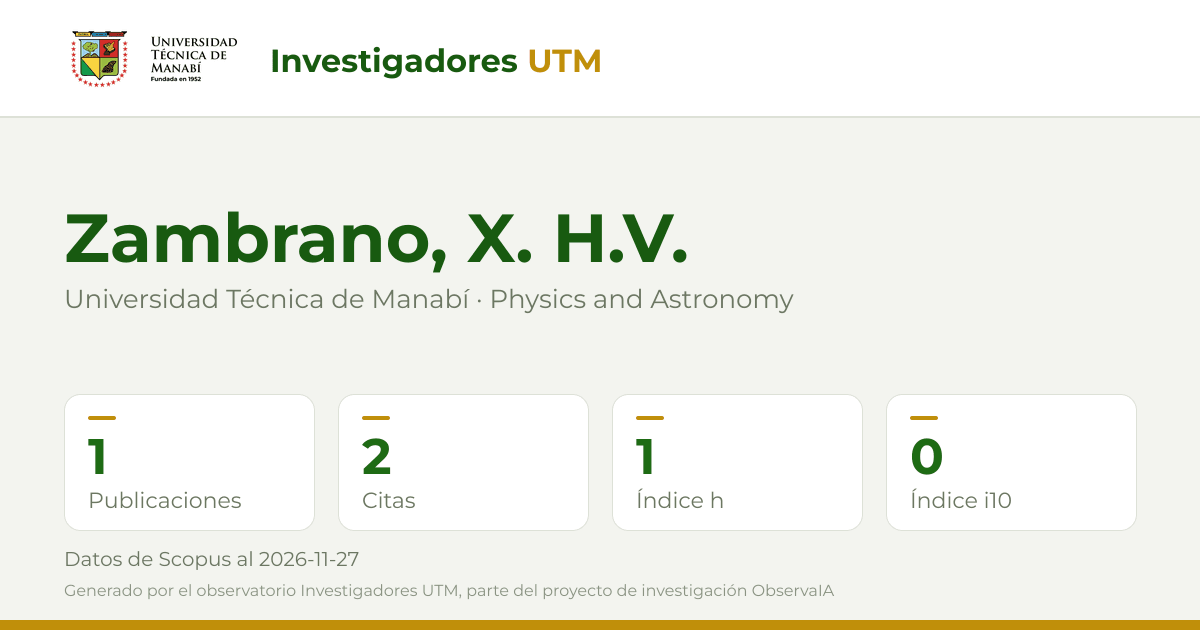 UNIVERSIDAD
TÉCNICA DE
MANABÍ
Fundada en 1952
Investigadores UTM
Zambrano, X. H.V.
Universidad Técnica de Manabí · Physics and Astronomy
1
Publicaciones
2
Citas
1
Índice h
0
Índice i10
Datos de Scopus al 2026-11-27
Generado por el observatorio Investigadores UTM, parte del proyecto de investigación ObservaIA